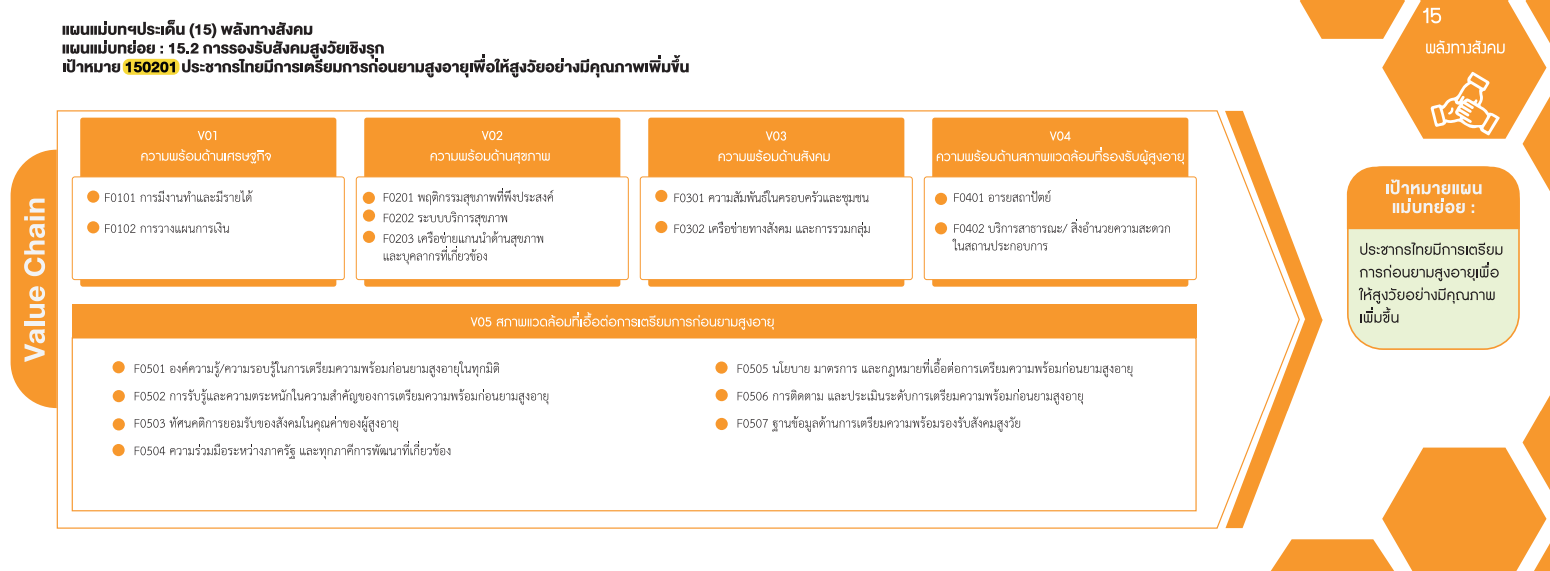 แผนแม่บทฯประเด็น (15) พลังทางสังคม
แผนแม่บทย่อย : 15.2 การรองรับสังคมสูงวัยเชิงรุก
เป้าหมาย 150201 ประชากรไทยมีการเตรียมการก่อนยามสูงอายุเพื่อให้สูงวัยอย่างมีคุณภาพเพิ่มขึ้น
15
พลังทางสังคม
Value Chain
V01
ความพร้อมด้านเศรษฐกิจ
F0101 การมีงานทำและมีรายได้
F0102 การวางแผนการเงิน
V02
ความพร้อมด้านสุขภาพ
F0201 พฤติกรรมสุขภาพที่พึงประสงค์
F0202 ระบบบริการสุขภาพ
F0203 เครือข่ายแกนนำด้านสุขภาพ
และบุคลากรที่เกี่ยวข้อง
V03
ความพร้อมด้านสังคม
F0301 ความสัมพันธ์ในครอบครัวและชุมชน
F0302 เครือข่ายทางสังคม และการรวมกลุ่ม
V04
ความพร้อมด้านสภาพแวดล้อมที่รองรับผู้สูงอายุ
F0401 อารยสถาปัตย์
F0402 บริการสาธารณะ/ สิ่งอำนวยความสะดวก
ในสถานประกอบการ
V05 สภาพแวดล้อมที่เอื้อต่อการเตรียมการก่อนยามสูงอายุ
F0501 องค์ความรู้/ความรอบรู้ในการเตรียมความพร้อมก่อนยามสูงอายุในทุกมิติ
F0502 การรับรู้และความตระหนักในความสำคัญของการเตรียมความพร้อมก่อนยามสูงอายุ
F0503 ทัศนคติการยอมรับของสังคมในคุณค่าของผู้สูงอายุ
F0504 ความร่วมมือระหว่างภาครัฐ และทุกภาคีการพัฒนาที่เกี่ยวข้อง
F0505 นโยบาย มาตรการ และกฎหมายที่เอื้อต่อการเตรียมความพร้อมก่อนยามสูงอายุ
F0506 การติดตาม และประเมินระดับการเตรียมความพร้อมก่อนยามสูงอายุ
F0507 ฐานข้อมูลด้านการเตรียมความพร้อมรองรับสังคมสูงวัย
เป้าหมายแผน
แม่บทย่อย :
ประชากรไทยมีการเตรียม
การก่อนยามสูงอายุเพื่อ
ให้สูงวัยอย่างมีคุณภาพ
เพิ่มขึ้น